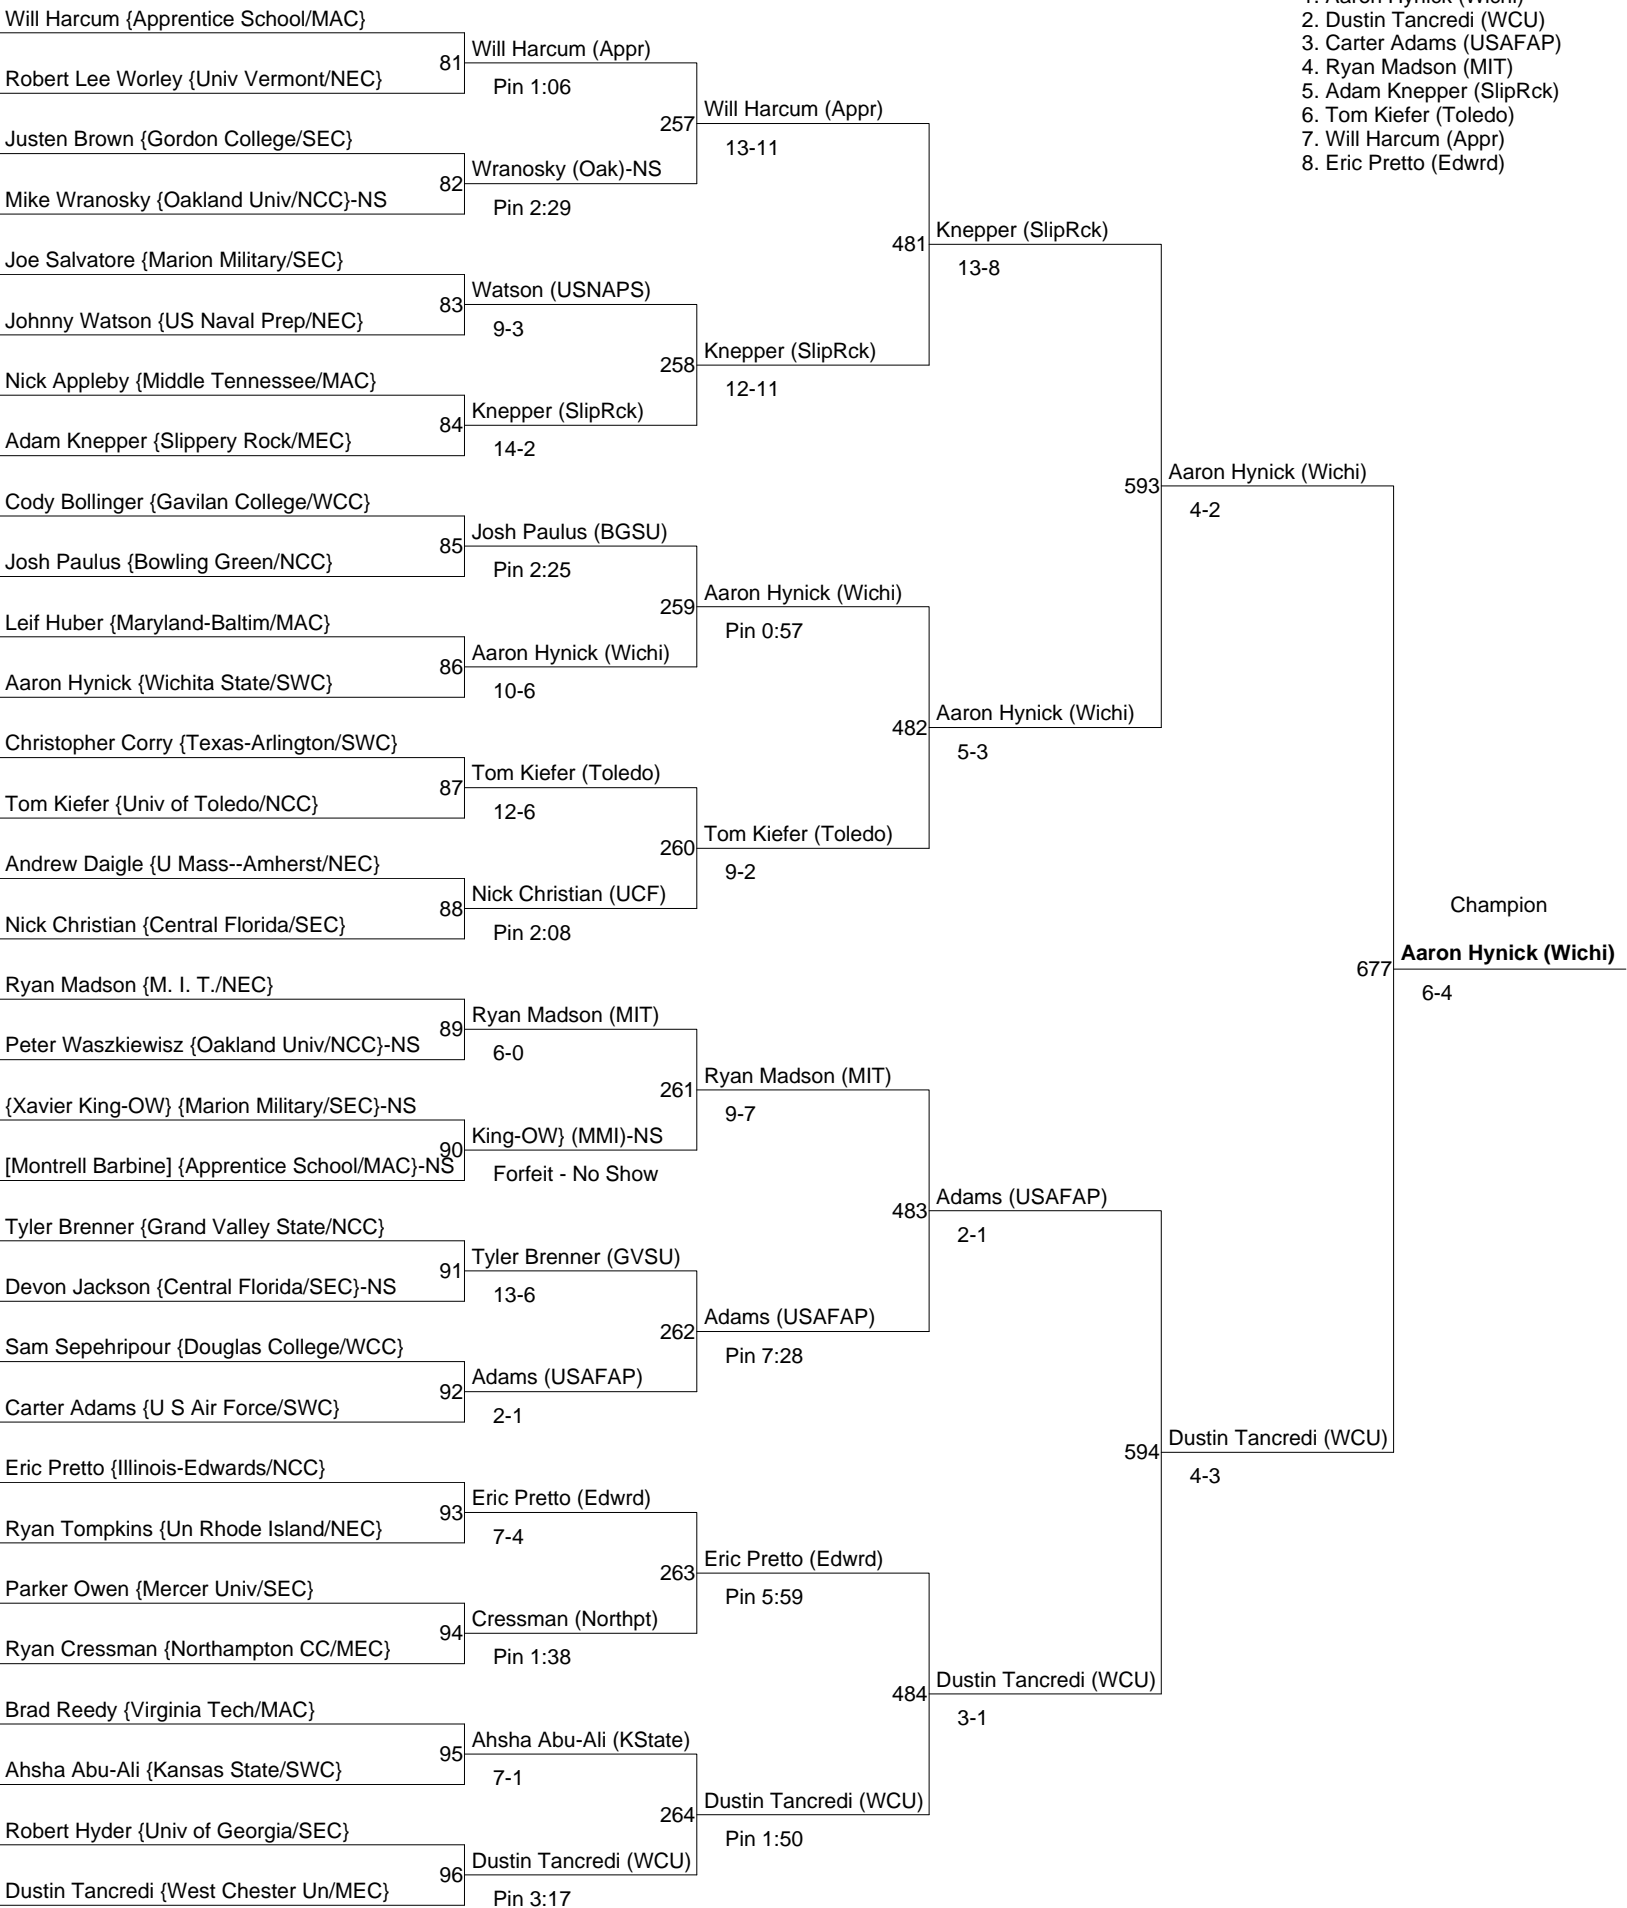 Will Harcum {Apprentice School/MAC}
Robert Lee Worley {Univ Vermont/NEC}
Justen Brown {Gordon College/SEC}
Mike Wranosky {Oakland Univ/NCC}-NS
Joe Salvatore {Marion Military/SEC}
Johnny Watson {US Naval Prep/NEC}
Nick Appleby {Middle Tennessee/MAC}
Adam Knepper {Slippery Rock/MEC}
Cody Bollinger {Gavilan College/WCC}
Josh Paulus {Bowling Green/NCC}
Leif Huber {Maryland-Baltim/MAC}
Aaron Hynick {Wichita State/SWC}
Christopher Corry {Texas-Arlington/SWC}
Tom Kiefer {Univ of Toledo/NCC}
Andrew Daigle {U Mass--Amherst/NEC}
Nick Christian {Central Florida/SEC}
Ryan Madson {M. I. T./NEC}
Peter Waszkiewisz {Oakland Univ/NCC}-NS
{Xavier King-OW} {Marion Military/SEC}-NS
[Montrell Barbine] {Apprentice School/MAC}-NS
Tyler Brenner {Grand Valley State/NCC}
Devon Jackson {Central Florida/SEC}-NS
Sam Sepehripour {Douglas College/WCC}
Carter Adams {U S Air Force/SWC}
Eric Pretto {Illinois-Edwards/NCC}
Ryan Tompkins {Un Rhode Island/NEC}
Parker Owen {Mercer Univ/SEC}
Ryan Cressman {Northampton CC/MEC}
Brad Reedy {Virginia Tech/MAC}
Ahsha Abu-Ali {Kansas State/SWC}
Robert Hyder {Univ of Georgia/SEC}
Dustin Tancredi {West Chester Un/MEC}
81
Will Harcum (Appr)
Pin 1:06
82
Wranosky (Oak)-NS
Pin 2:29
83
Watson (USNAPS)
9-3
84
Knepper (SlipRck)
14-2
85
Josh Paulus (BGSU)
Pin 2:25
86
Aaron Hynick (Wichi)
10-6
87
Tom Kiefer (Toledo)
12-6
88
Nick Christian (UCF)
Pin 2:08
89
Ryan Madson (MIT)
6-0
90
King-OW} (MMI)-NS
Forfeit - No Show
91
Tyler Brenner (GVSU)
13-6
92
Adams (USAFAP)
2-1
93
Eric Pretto (Edwrd)
7-4
94
Cressman (Northpt)
Pin 1:38
95
Ahsha Abu-Ali (KState)
7-1
96
Dustin Tancredi (WCU)
Pin 3:17
257
Will Harcum (Appr)
13-11
258
Knepper (SlipRck)
12-11
259
Aaron Hynick (Wichi)
Pin 0:57
260
Tom Kiefer (Toledo)
9-2
261
Ryan Madson (MIT)
9-7
262
Adams (USAFAP)
Pin 7:28
263
Eric Pretto (Edwrd)
Pin 5:59
264
Dustin Tancredi (WCU)
Pin 1:50
481
Knepper (SlipRck)
13-8
482
Aaron Hynick (Wichi)
5-3
483
Adams (USAFAP)
2-1
484
Dustin Tancredi (WCU)
3-1
593
Aaron Hynick (Wichi)
4-2
594
Dustin Tancredi (WCU)
4-3
677
Champion
Aaron Hynick (Wichi)
6-4
1. Aaron Hynick (Wichi)
2. Dustin Tancredi (WCU)
3. Carter Adams (USAFAP)
4. Ryan Madson (MIT)
5. Adam Knepper (SlipRck)
6. Tom Kiefer (Toledo)
7. Will Harcum (Appr)
8. Eric Pretto (Edwrd)